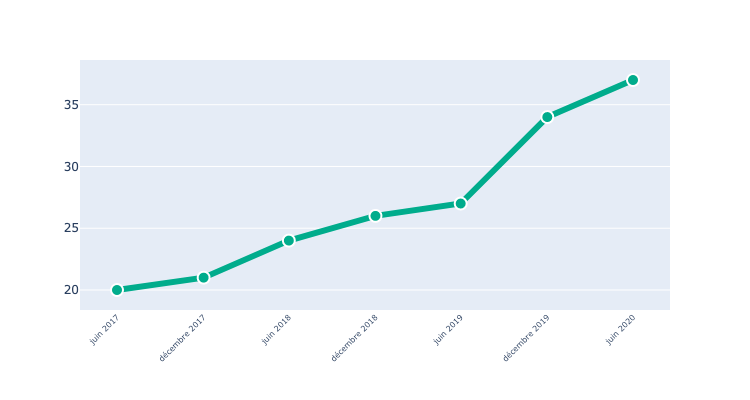 35
30
25
20
juin 2017
décembre 2017
juin 2018
décembre 2018
juin 2019
décembre 2019
juin 2020